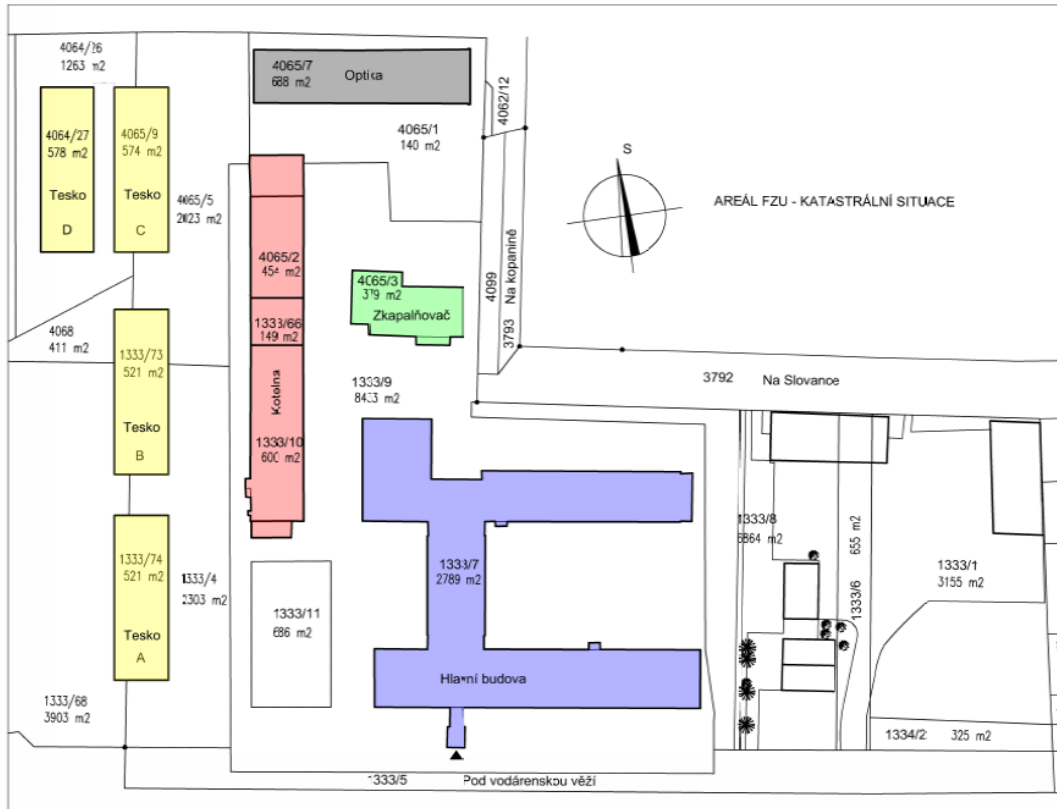 4064/26
1263 m2
4065/7
688 m2
Optika
4062/12
4064/27
578 m2
Tesko
D
4065/9
574 m2
Tesko
C
4065/1
140 m2
S
AREÁL FZU - KATASTRÁLNÍ SITUACE
4065/5
2023 m2
4065/2
454 m2
4065/3
379 m2
Zkapalňovač
4099
Na kopanině
3793
4068
411 m2
1333/66
149 m2
1333/73
521 m2
Tesko
B
Kotolna
1333/9
8433 m2
3792
Na Slovance
1333/10
600 m2
1333/74
521 m2
Tesko
A
1333/4
2303 m2
1333/7
2789 m2
1333/8
6864 m2
655 m2
1333/6
1333/1
3155 m2
1333/11
686 m2
Hlavní budova
1333/68
3903 m2
1334/2
325 m2
1333/5
Pod vodárenskou věží